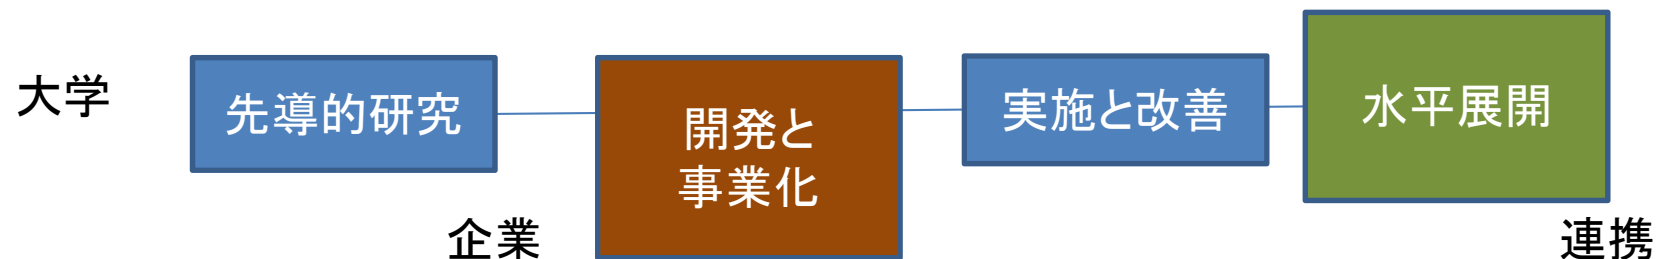 大学
先導的研究
開発と
事業化
実施と改善
水平展開
企業
連携